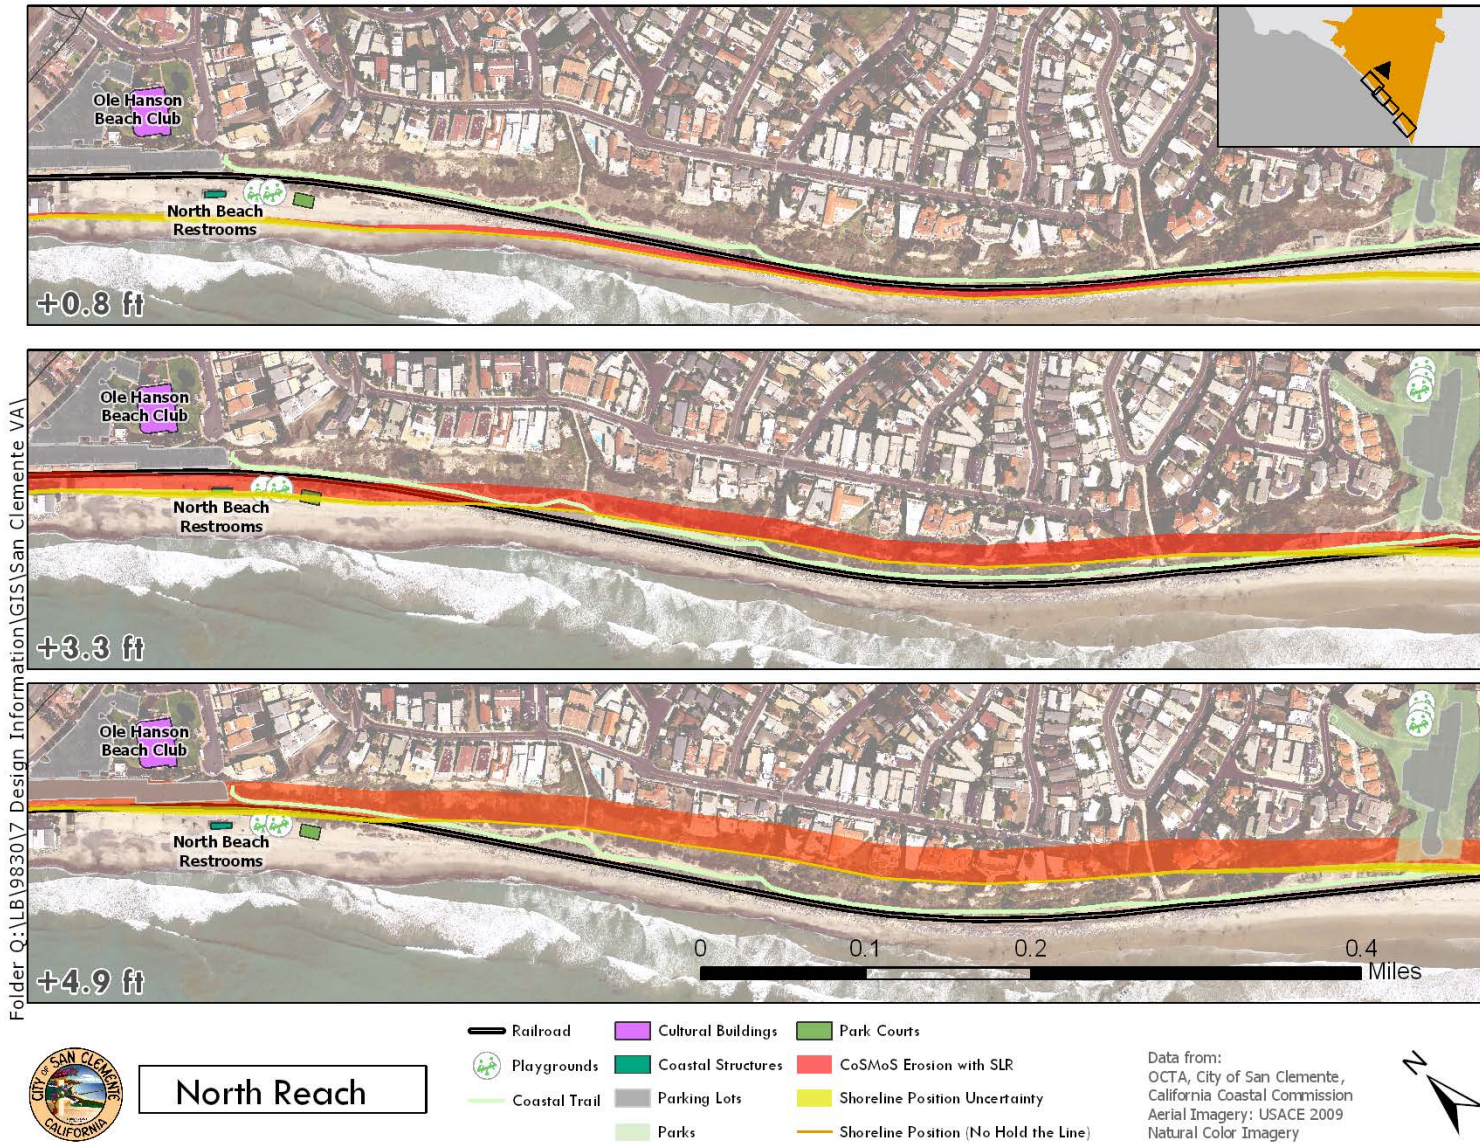 Ole Hanson
Beach Club
North Beach
Restrooms
+0.8 ft
Ole Hanson
Beach Club
North Beach
Restrooms
+3.3 ft
Ole Hanson
Beach Club
North Beach
Restrooms
+4.9 ft
0 0.1 0.2 0.4
Miles
Folder Q:\LB\9830\7 Design Information\GIS\San Clemente VA\
CITY OF SAN CLEMENTE
CALIFORNIA
North Reach
Railroad
Playgrounds
Coastal Trail
Cultural Buildings
Coastal Structures
Parking Lots
Parks
Park Courts
CoSMoS Erosion with SLR
Shoreline Position Uncertainty
Shoreline Position (No Hold the Line)
Data from:
OCTA, City of San Clemente,
California Coastal Commission
Aerial Imagery: USACE 2009
Natural Color Imagery
N